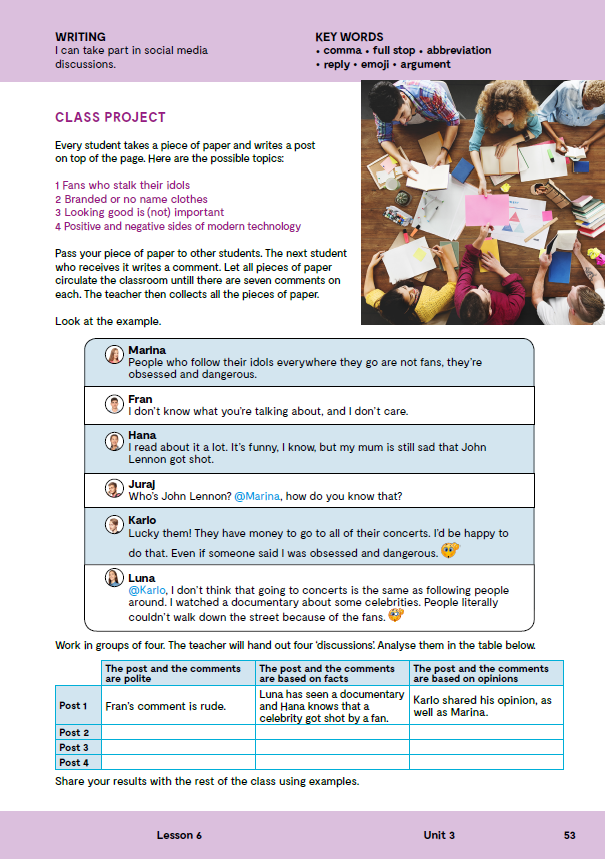 WRITING
I can take part in social media
discussions.
KEY WORDS
• comma • full stop • abbreviation
• reply • emoji • argument
CLASS PROJECT
Every student takes a piece of paper and writes a post
on top of the page. Here are the possible topics:
1 Fans who stalk their idols
2 Branded or no name clothes
3 Looking good is (not) important
4 Positive and negative sides of modern technology
Pass your piece of paper to other students. The next student
who receives it writes a comment. Let all pieces of paper
circulate the classroom untill there are seven comments on
each. The teacher then collects all the pieces of paper.
Look at the example.
Marina
People who follow their idols everywhere they go are not fans, they're
obsessed and dangerous.
Fran
I don't know what you're talking about, and I don't care.
Hana
I read about it a lot. It's funny, I know, but my mum is still sad that John
Lennon got shot.
Juraj
Who's John Lennon? @Marina, how do you know that?
Karlo
Lucky them! They have money to go to all of their concerts. I'd be happy to
do that. Even if someone said I was obsessed and dangerous.
Luna
@Karlo, I don't think that going to concerts is the same as following people
around. I watched a documentary about some celebrities. People literally
couldn't walk down the street because of the fans.
Work in groups of four. The teacher will hand out four 'discussions'. Analyse them in the table below.
The post and the comments
are polite
The post and the comments
are based on facts
The post and the comments
are based on opinions
Post 1
Fran's comment is rude.
Luna has seen a documentary
and Hana knows that a
celebrity got shot by a fan.
Karlo shared his opinion, as
well as Marina.
Post 2
Post 3
Post 4
Share your results with the rest of the class using examples.
Lesson 6
Unit 3
53